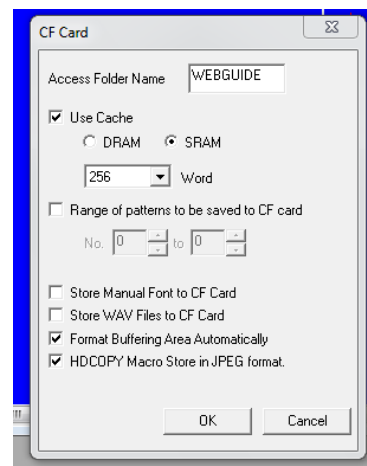 CF Card
Access Folder Name WEBGUIDE
Use Cache
DRAM SRAM
256 Word
Range of patterns to be saved to CF card
No. 0 to 0
Store Manual Font to CF Card
Store WAV Files to CF Card
Format Buffering Area Automatically
HDCOPY Macro Store in JPEG format.
OK Cancel